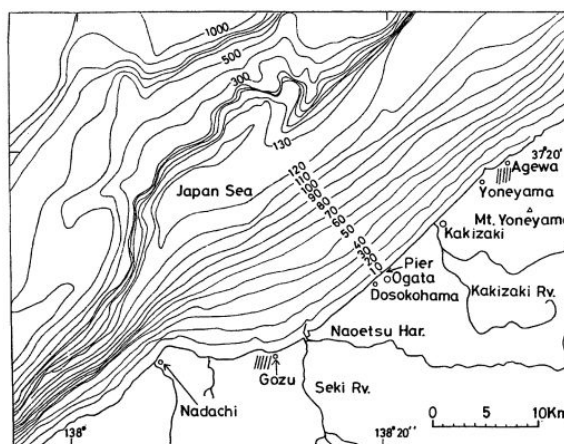 1000
500
300
130
120
110
100
90
80
70
60
50
40
30
20
10
Japan Sea
37°20'
Agewa
Yoneyama
Mt. Yoneyama
Kakizaki
Pier
Ogata
Dosokohama
Kakizaki Rv.
Naoetsu Har.
Gozu
Seki Rv.
Nadachi
138°
138°20''
0 5 10Km